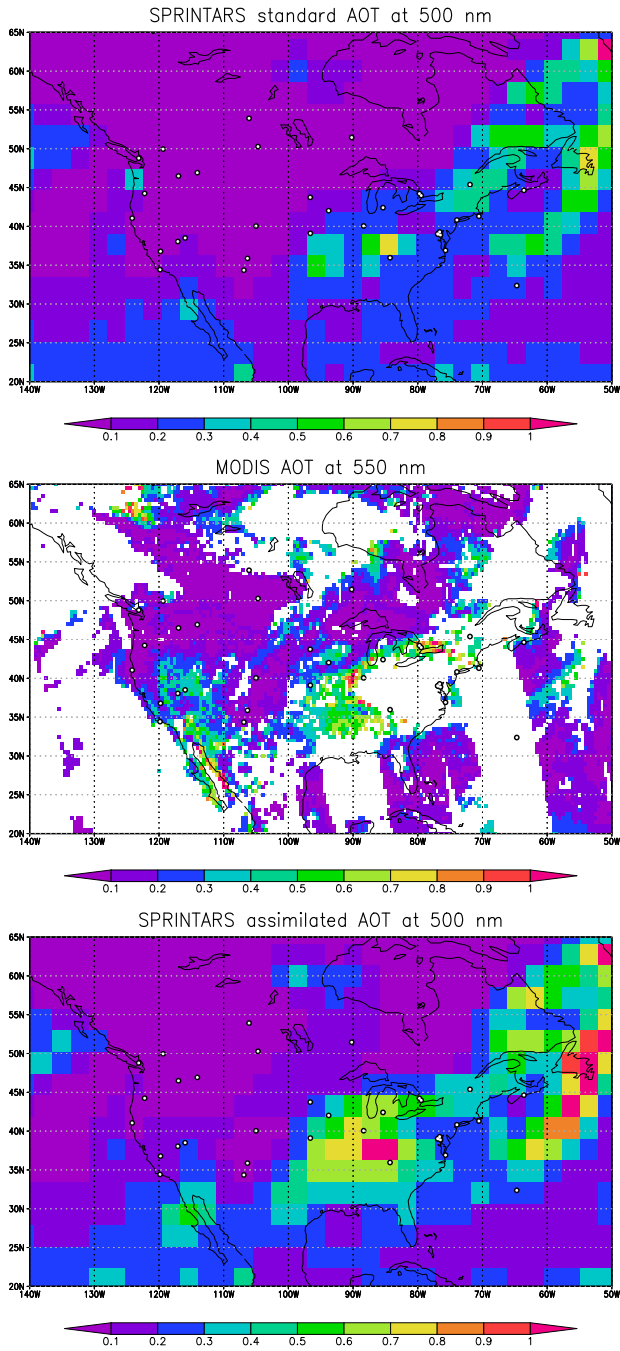 SPRINTARS standard AOT at 500 nm
65N
60N
55N
50N
45N
40N
35N
30N
25N
20N
140W 130W 120W 110W 100W 90W 80W 70W 60W 50W
0.1 0.2 0.3 0.4 0.5 0.6 0.7 0.8 0.9 1
MODIS AOT at 550 nm
65N
60N
55N
50N
45N
40N
35N
30N
25N
20N
140W 130W 120W 110W 100W 90W 80W 70W 60W 50W
0.1 0.2 0.3 0.4 0.5 0.6 0.7 0.8 0.9 1
SPRINTARS assimilated AOT at 500 nm
65N
60N
55N
50N
45N
40N
35N
30N
25N
20N
140W 130W 120W 110W 100W 90W 80W 70W 60W 50W
0.1 0.2 0.3 0.4 0.5 0.6 0.7 0.8 0.9 1